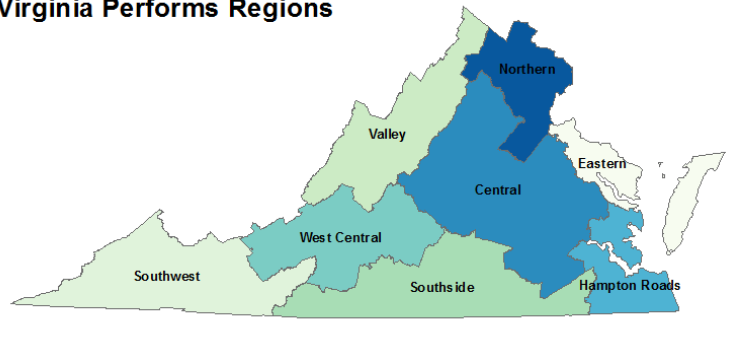 Virginia Performs Regions
Northern
Valley
Eastern
Central
West Central
Southwest
Southside
Hampton Roads